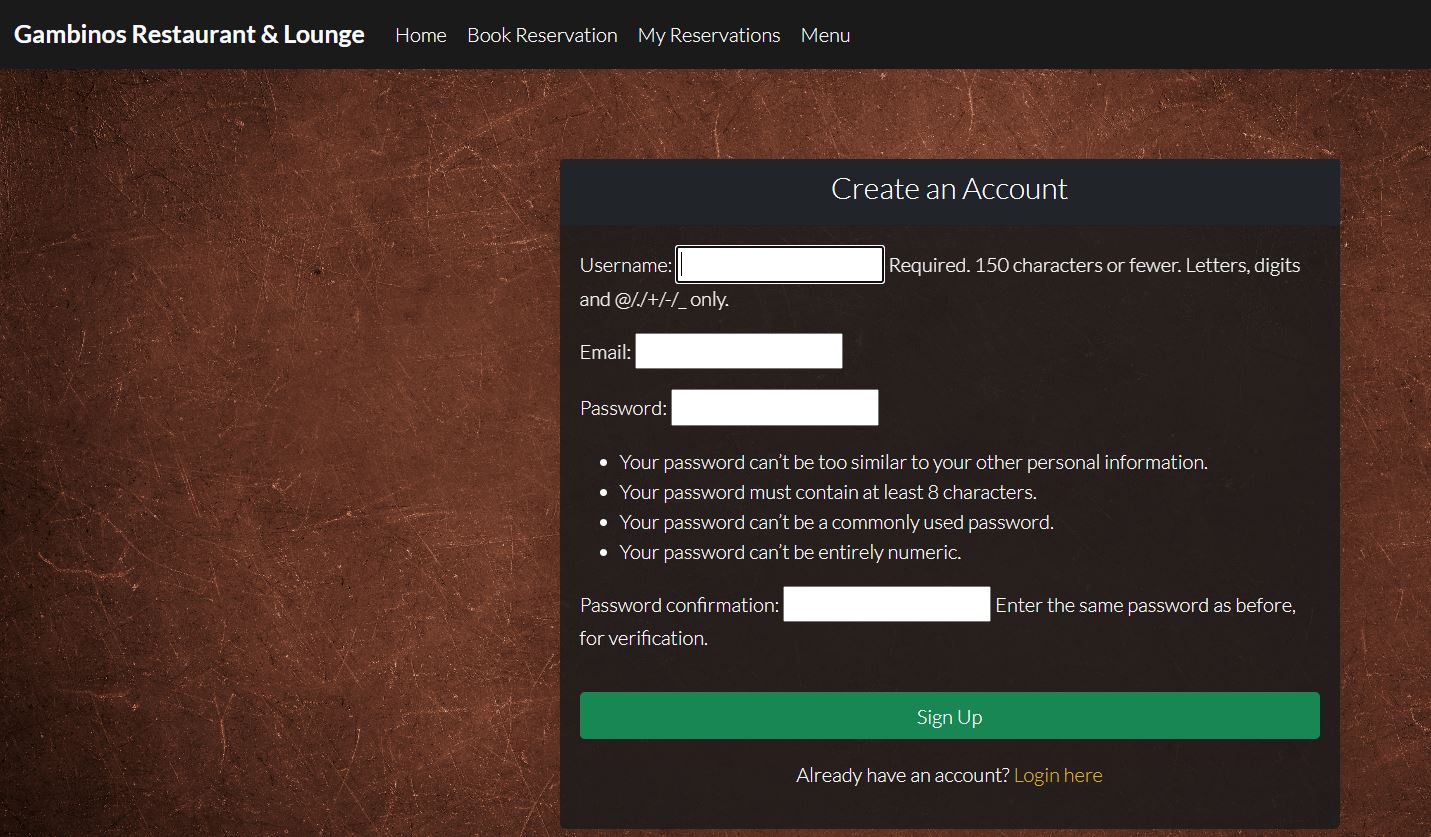 Gambinos Restaurant & Lounge Home Book Reservation My Reservations Menu
Create an Account
Username: Required. 150 characters or fewer. Letters, digits
and @/./+/-/_ only.
Email:
Password:
• Your password can’t be too similar to your other personal information.
• Your password must contain at least 8 characters.
• Your password can’t be a commonly used password.
• Your password can’t be entirely numeric.
Password confirmation: Enter the same password as before,
for verification.
Sign Up
Already have an account? Login here